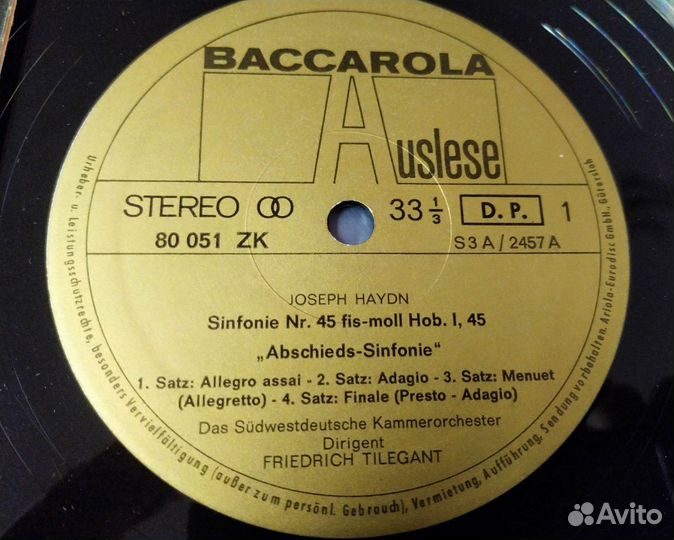 BACCAROLA
Auslese
STEREO
33 1/3
D. P.
1
80 051 ZK
S 3 A / 2457 A
JOSEPH HAYDN
Sinfonie Nr. 45 fis-moll Hob. I, 45
„Abschieds-Sinfonie“
1. Satz: Allegro assai - 2. Satz: Adagio - 3. Satz: Menuet
(Allegretto) - 4. Satz: Finale (Presto - Adagio)
Das Südwestdeutsche Kammerorchester
Dirigent
FRIEDRICH TILEGANT
Urheber- u. Leistungsschutzrechte, besonders Vervielfältigung (außer zum persönl. Gebrauch), Vermietung, Aufführung, Sendung vorbehalten. Ariola-Eurodisc GmbH., Gütersloh
Avito